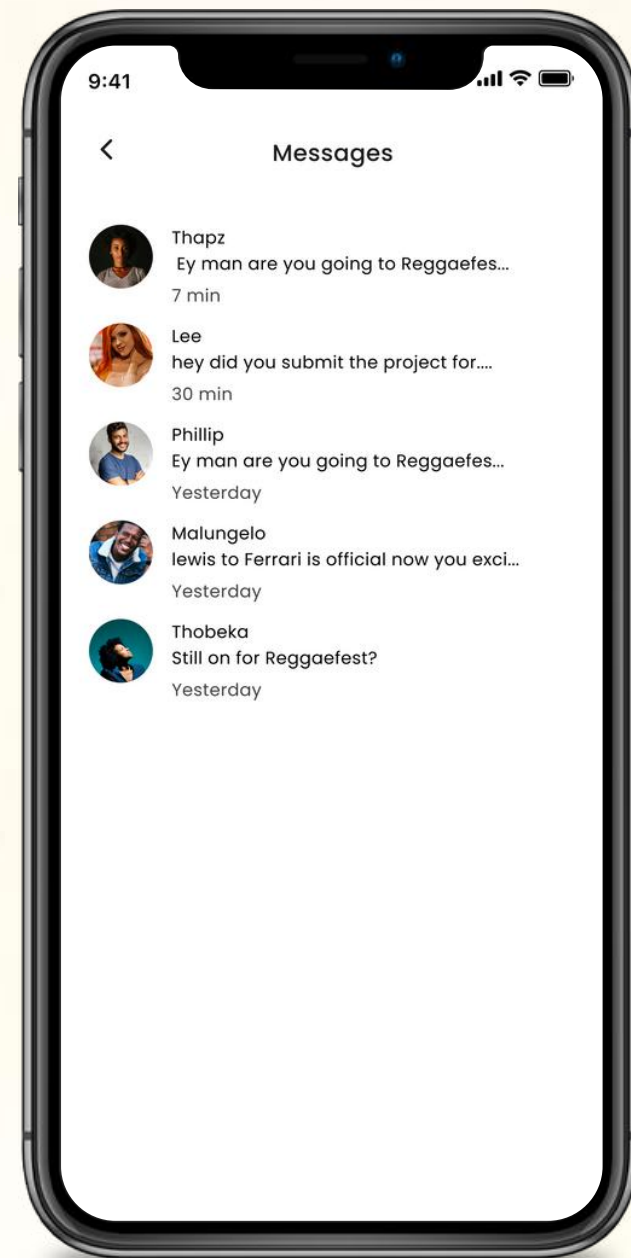 9:41
Messages
Thapz
Ey man are you going to Reggaefes...
7 min
Lee
hey did you submit the project for....
30 min
Phillip
Ey man are you going to Reggaefes...
Yesterday
Malungelo
lewis to Ferrari is official now you exci...
Yesterday
Thobeka
Still on for Reggaefest?
Yesterday